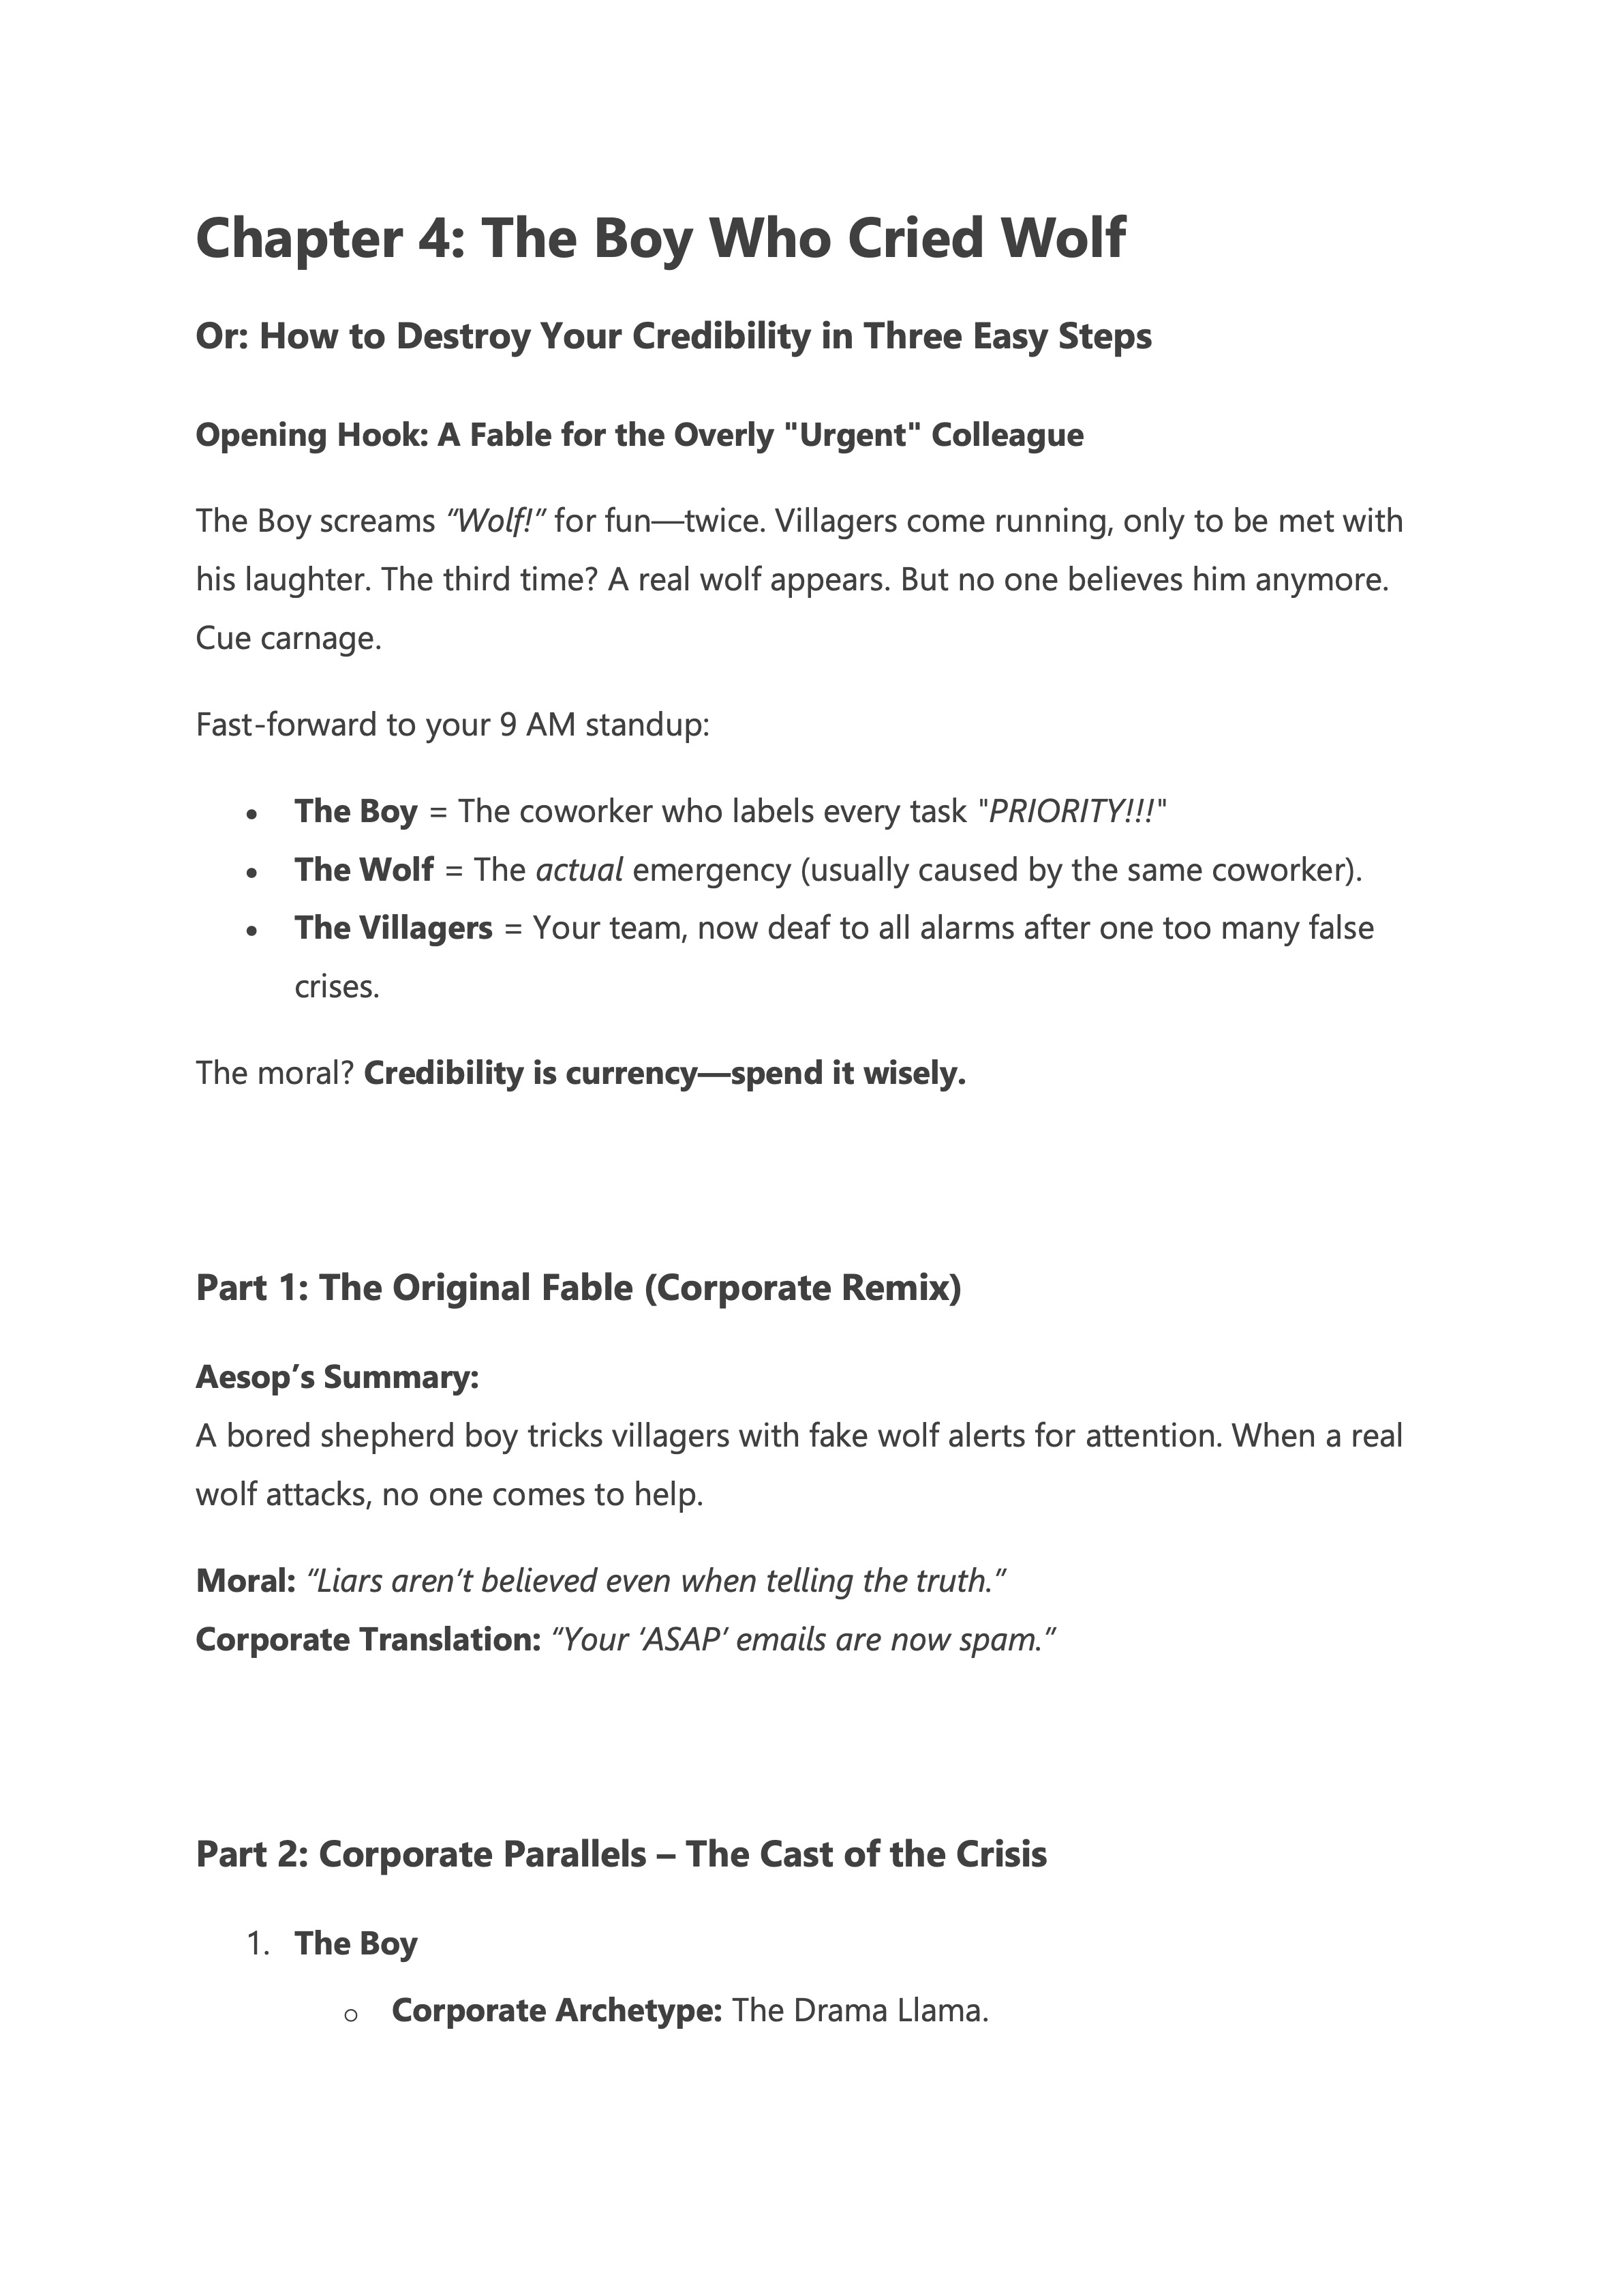 Chapter 4: The Boy Who Cried Wolf
Or: How to Destroy Your Credibility in Three Easy Steps
Opening Hook: A Fable for the Overly "Urgent" Colleague
The Boy screams “Wolf!” for fun—twice. Villagers come running, only to be met with
his laughter. The third time? A real wolf appears. But no one believes him anymore.
Cue carnage.
Fast-forward to your 9 AM standup:
• The Boy = The coworker who labels every task "PRIORITY!!!"
• The Wolf = The actual emergency (usually caused by the same coworker).
• The Villagers = Your team, now deaf to all alarms after one too many false
crises.
The moral? Credibility is currency—spend it wisely.
Part 1: The Original Fable (Corporate Remix)
Aesop’s Summary:
A bored shepherd boy tricks villagers with fake wolf alerts for attention. When a real
wolf attacks, no one comes to help.
Moral: “Liars aren’t believed even when telling the truth.”
Corporate Translation: “Your ‘ASAP’ emails are now spam.”
Part 2: Corporate Parallels – The Cast of the Crisis
1. The Boy
o Corporate Archetype: The Drama Llama.